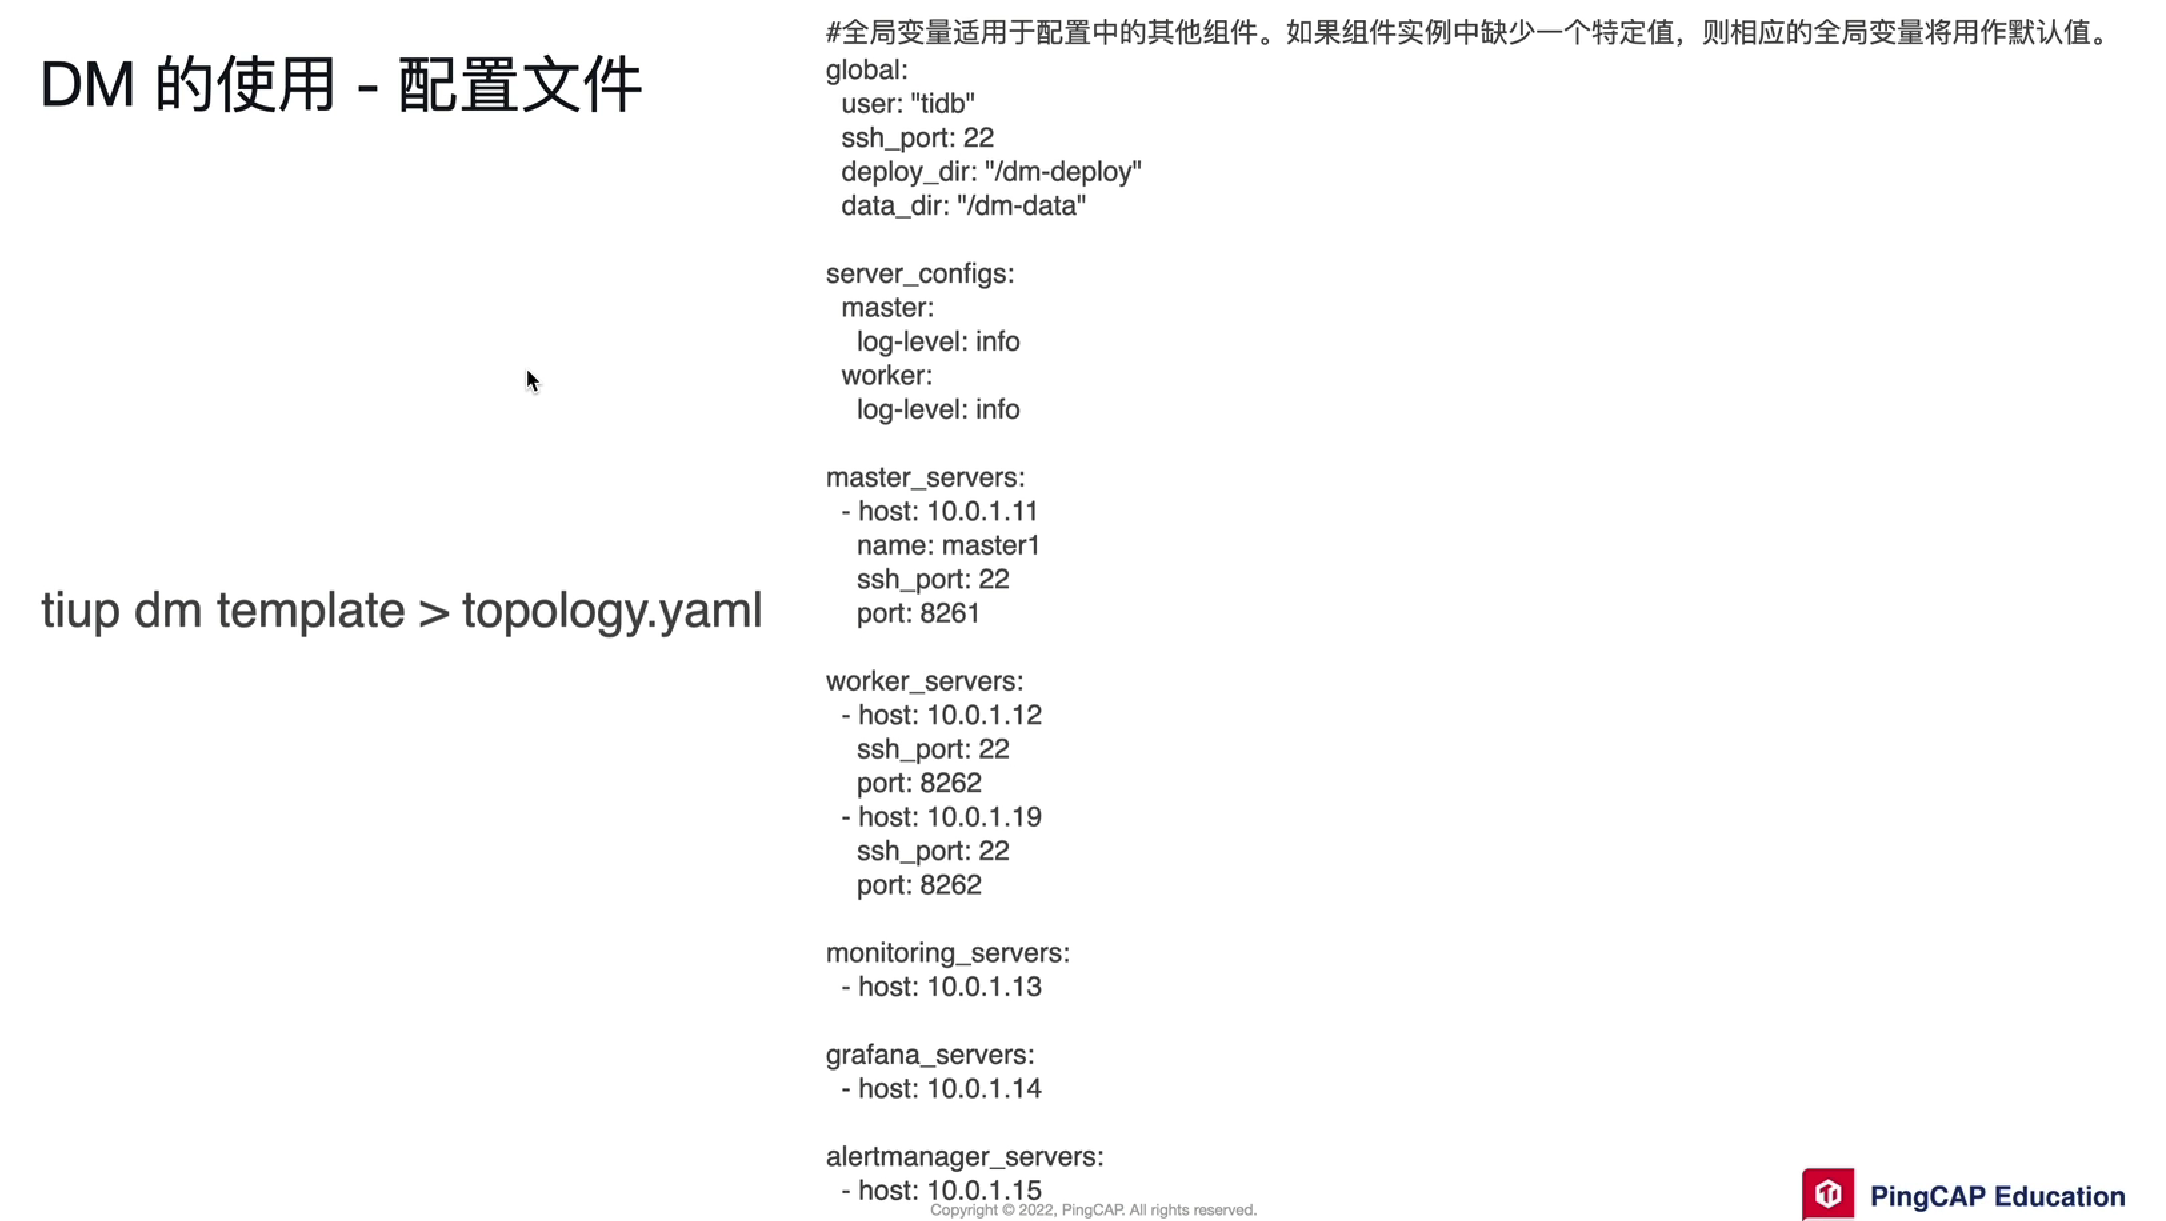 DM 的使用 - 配置文件
tiup dm template > topology.yaml
#全局变量适用于配置中的其他组件。如果组件实例中缺少一个特定值，则相应的全局变量将用作默认值。
global:
  user: "tidb"
  ssh_port: 22
  deploy_dir: "/dm-deploy"
  data_dir: "/dm-data"
server_configs:
  master:
    log-level: info
  worker:
    log-level: info
master_servers:
  - host: 10.0.1.11
    name: master1
    ssh_port: 22
    port: 8261
worker_servers:
  - host: 10.0.1.12
    ssh_port: 22
    port: 8262
  - host: 10.0.1.19
    ssh_port: 22
    port: 8262
monitoring_servers:
  - host: 10.0.1.13
grafana_servers:
  - host: 10.0.1.14
alertmanager_servers:
  - host: 10.0.1.15
Copyright © 2022, PingCAP. All rights reserved.
PingCAP Education